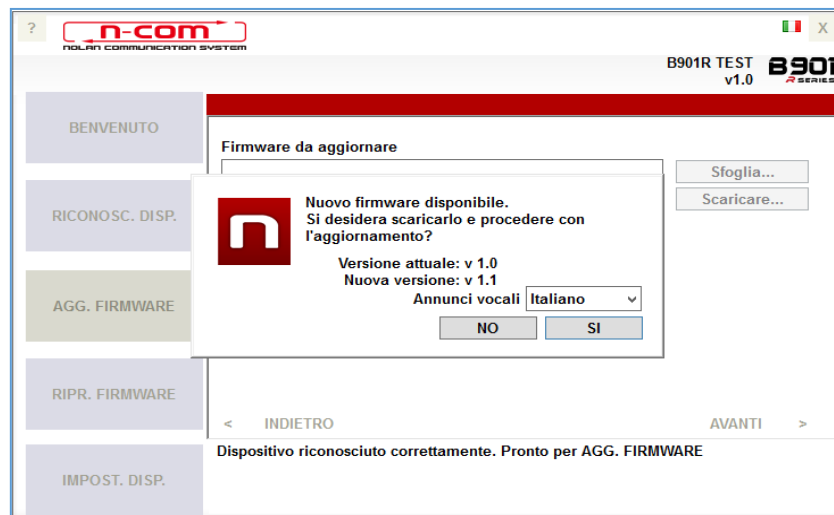 ?
n-com
X
NOLAN COMMUNICATION SYSTEM
B901R TEST
v1.0
B901
R SERIES
BENVENUTO
Firmware da aggiornare
Sfoglia...
Scaricare...
RICONOSC. DISP.
Nuovo firmware disponibile.
Si desidera scaricarlo e procedere con
l'aggiornamento?
Versione attuale: v 1.0
Nuova versione: v 1.1
Annunci vocali Italiano
NO SI
AGG. FIRMWARE
RIPR. FIRMWARE
< INDIETRO AVANTI >
Dispositivo riconosciuto correttamente. Pronto per AGG. FIRMWARE
IMPOST. DISP.